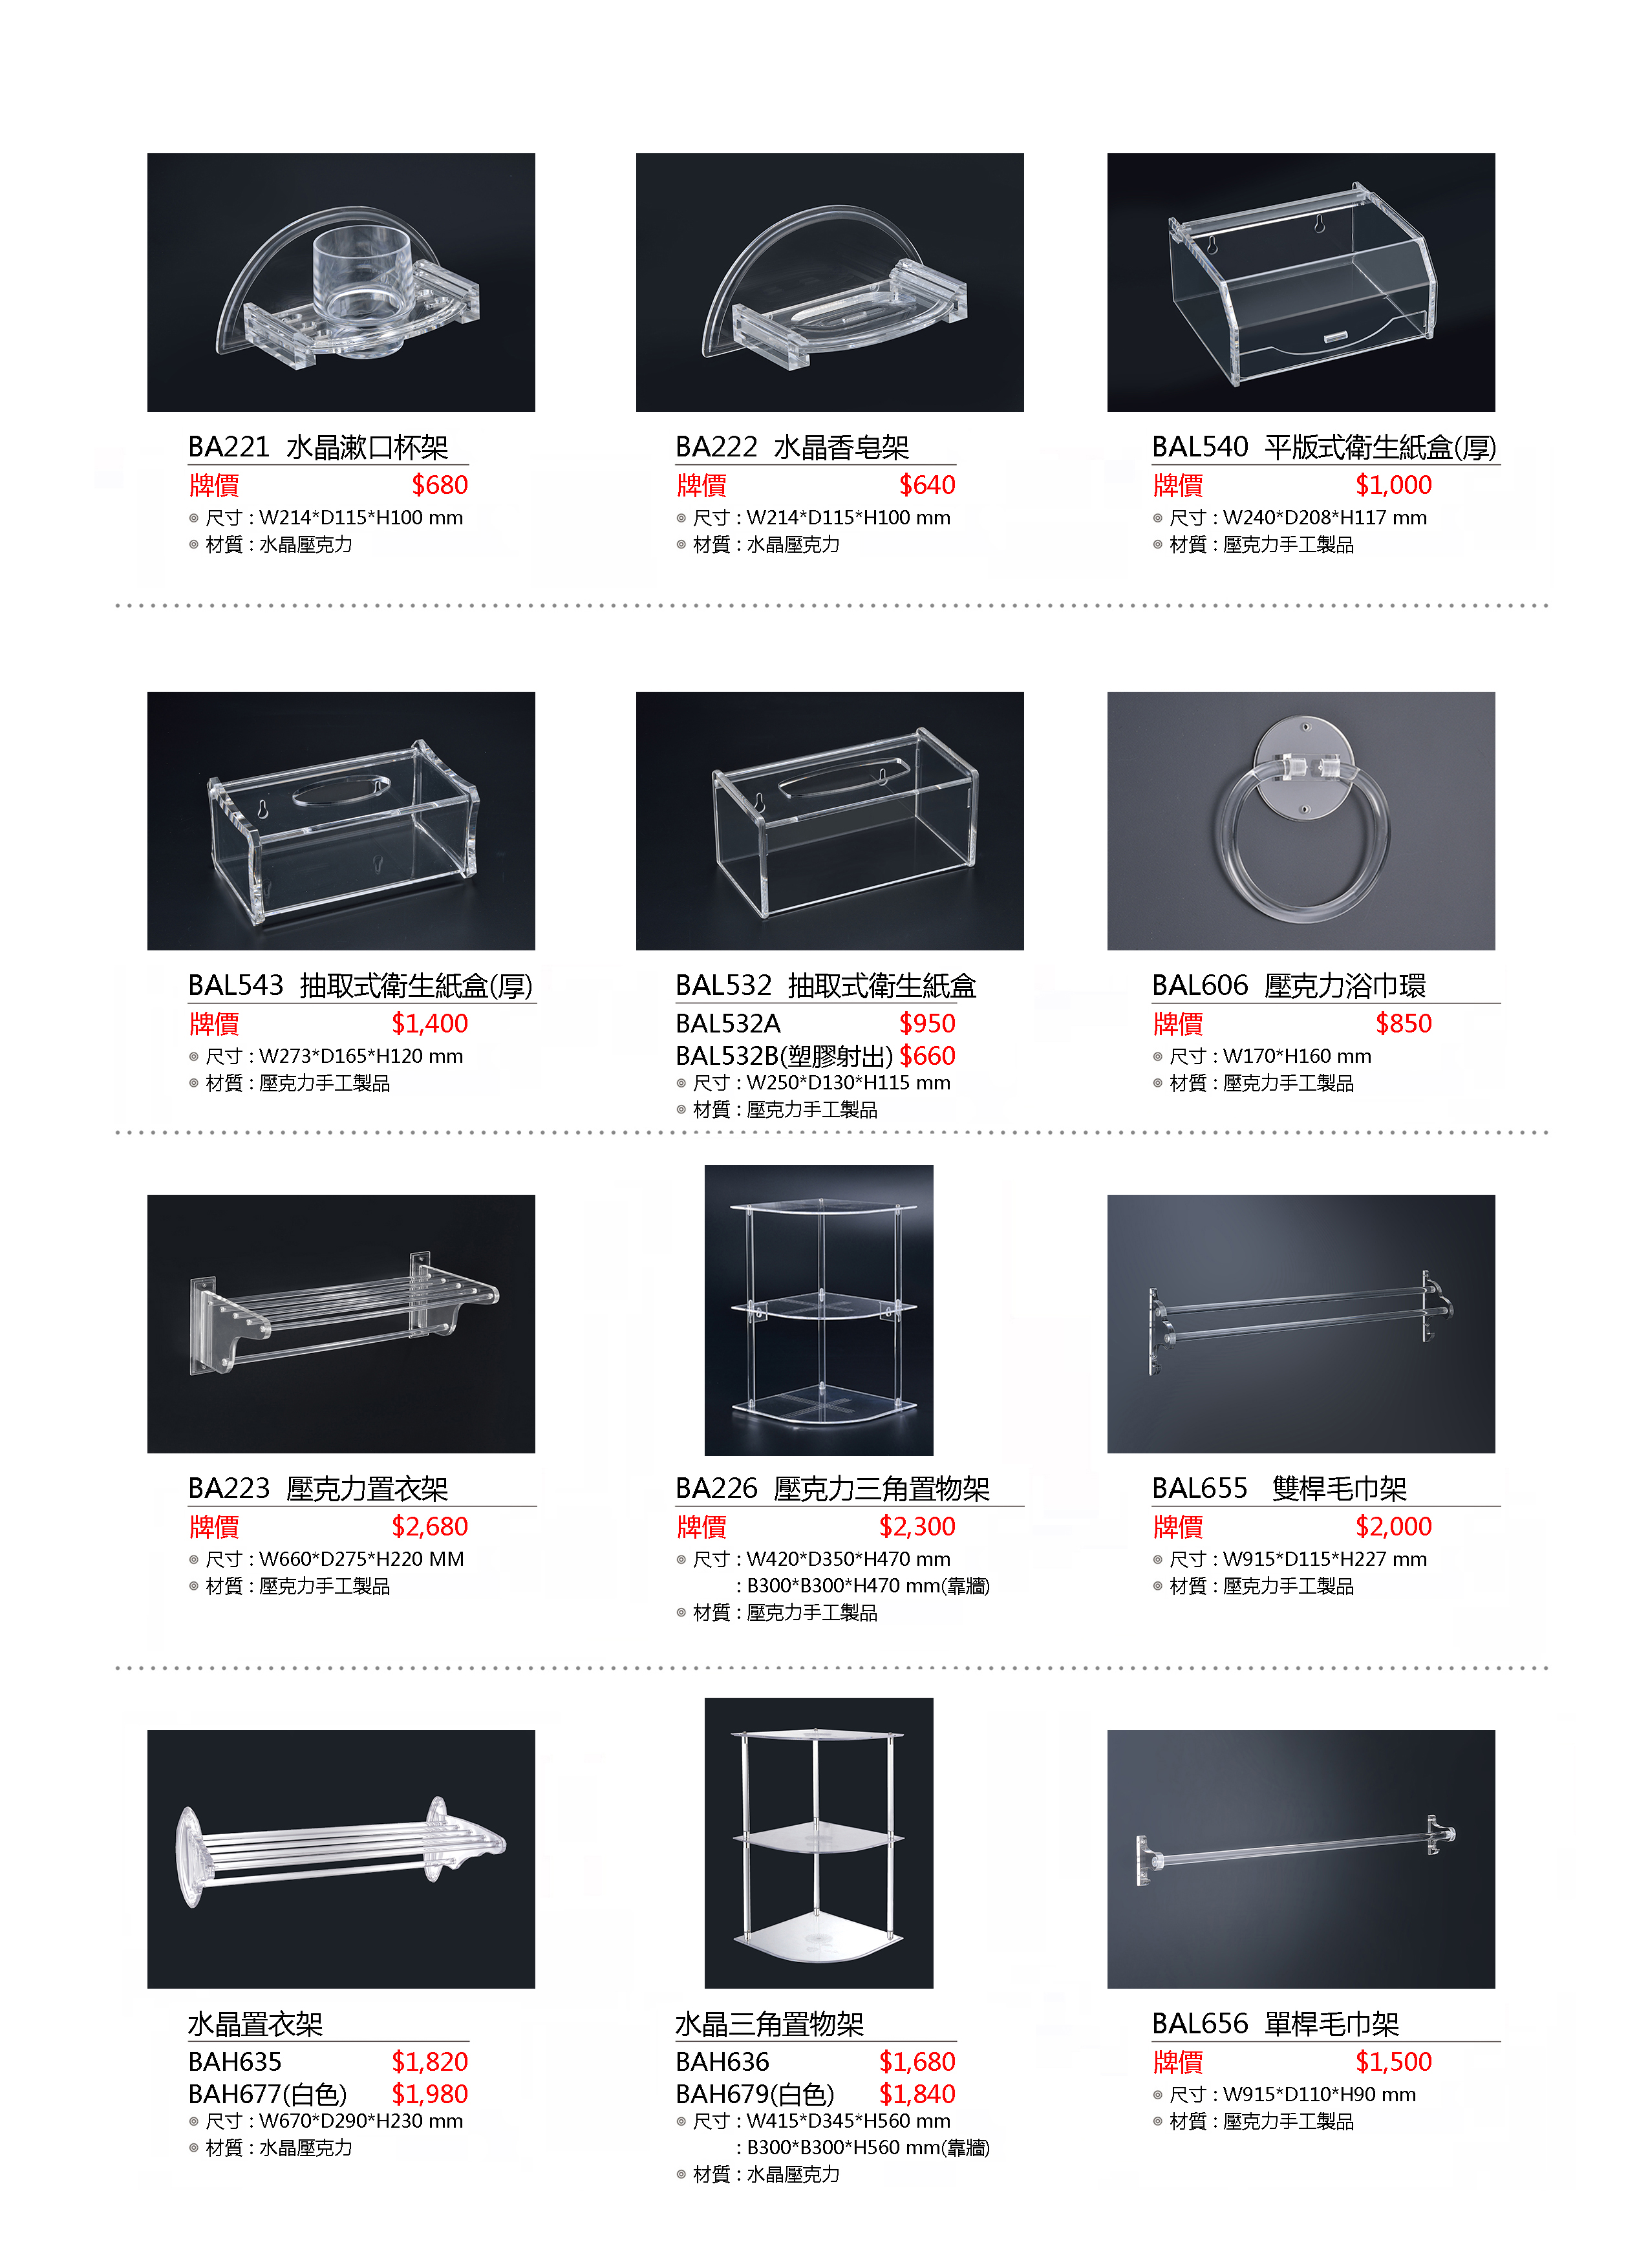 BA221 水晶漱口杯架
牌價 $680
◎ 尺寸 : W214*D115*H100 mm
◎ 材質 : 水晶壓克力
BA222 水晶香皂架
牌價 $640
◎ 尺寸 : W214*D115*H100 mm
◎ 材質 : 水晶壓克力
BAL540 平版式衛生紙盒(厚)
牌價 $1,000
◎ 尺寸 : W240*D208*H117 mm
◎ 材質 : 壓克力手工製品
BAL543 抽取式衛生紙盒(厚)
牌價 $1,400
◎ 尺寸 : W273*D165*H120 mm
◎ 材質 : 壓克力手工製品
BAL532 抽取式衛生紙盒
BAL532A $950
BAL532B(塑膠射出) $660
◎ 尺寸 : W250*D130*H115 mm
◎ 材質 : 壓克力手工製品
BAL606 壓克力浴巾環
牌價 $850
◎ 尺寸 : W170*H160 mm
◎ 材質 : 壓克力手工製品
BA223 壓克力置衣架
牌價 $2,680
◎ 尺寸 : W660*D275*H220 MM
◎ 材質 : 壓克力手工製品
BA226 壓克力三角置物架
牌價 $2,300
◎ 尺寸 : W420*D350*H470 mm
: B300*B300*H470 mm(靠牆)
◎ 材質 : 壓克力手工製品
BAL655 雙桿毛巾架
牌價 $2,000
◎ 尺寸 : W915*D115*H227 mm
◎ 材質 : 壓克力手工製品
水晶置衣架
BAH635 $1,820
BAH677(白色) $1,980
◎ 尺寸 : W670*D290*H230 mm
◎ 材質 : 水晶壓克力
水晶三角置物架
BAH636 $1,680
BAH679(白色) $1,840
◎ 尺寸 : W415*D345*H560 mm
: B300*B300*H560 mm(靠牆)
◎ 材質 : 水晶壓克力
BAL656 單桿毛巾架
牌價 $1,500
◎ 尺寸 : W915*D110*H90 mm
◎ 材質 : 壓克力手工製品